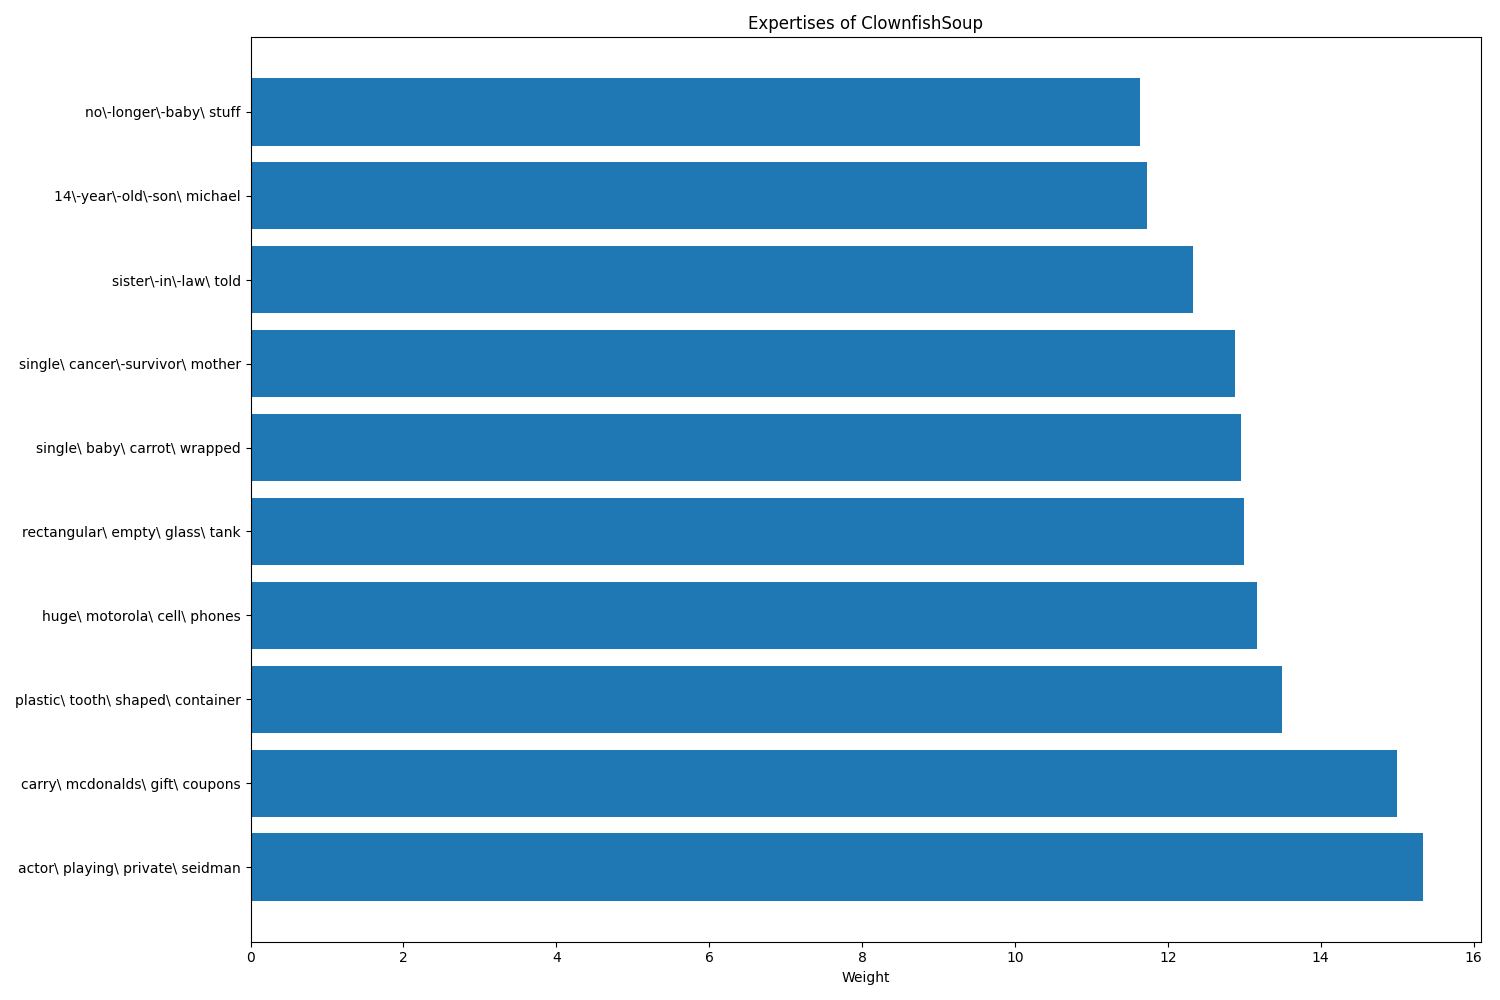 Expertises of ClownfishSoup
no\-longer\-baby\ stuff
14\-year\-old\-son\ michael
sister\-in\-law\ told
single\ cancer\-survivor\ mother
single\ baby\ carrot\ wrapped
rectangular\ empty\ glass\ tank
huge\ motorola\ cell\ phones
plastic\ tooth\ shaped\ container
carry\ mcdonalds\ gift\ coupons
actor\ playing\ private\ seidman
0 2 4 6 8 10 12 14 16
Weight